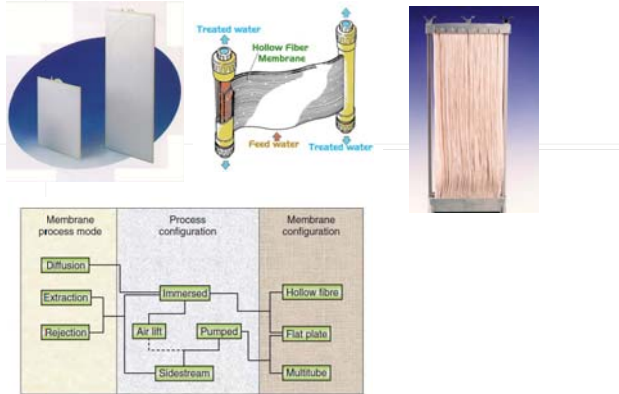 Treated water
Hollow Fiber
Membrane
Feed water
Treated water
Membrane
process mode
Process
configuration
Membrane
configuration
Diffusion
Extraction
Rejection
Immersed
Air lift
Pumped
Sidestream
Hollow fibre
Flat plate
Multitube